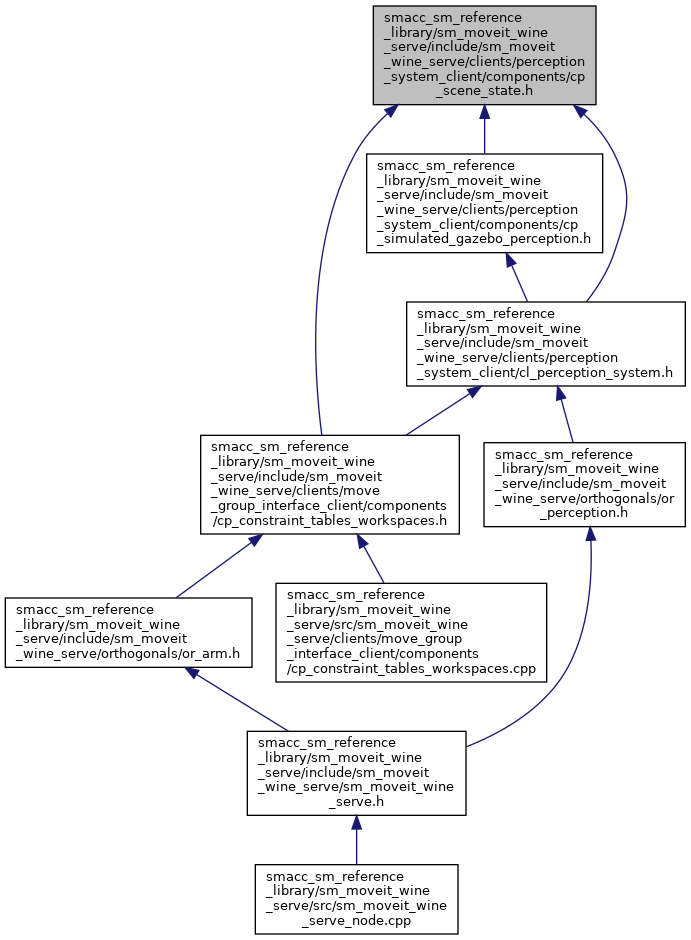 smacc_sm_reference
_library/sm_moveit_wine
_serve/include/sm_moveit
_wine_serve/clients/perception
_system_client/components/cp
_scene_state.h
smacc_sm_reference
_library/sm_moveit_wine
_serve/include/sm_moveit
_wine_serve/clients/perception
_system_client/components/cp
_simulated_gazebo_perception.h
smacc_sm_reference
_library/sm_moveit_wine
_serve/include/sm_moveit
_wine_serve/clients/perception
_system_client/cl_perception_system.h
smacc_sm_reference
_library/sm_moveit_wine
_serve/include/sm_moveit
_wine_serve/clients/move
_group_interface_client/components
/cp_constraint_tables_workspaces.h
smacc_sm_reference
_library/sm_moveit_wine
_serve/include/sm_moveit
_wine_serve/orthogonals/or
_perception.h
smacc_sm_reference
_library/sm_moveit_wine
_serve/include/sm_moveit
_wine_serve/orthogonals/or_arm.h
smacc_sm_reference
_library/sm_moveit_wine
_serve/src/sm_moveit_wine
_serve/clients/move_group
_interface_client/components
/cp_constraint_tables_workspaces.cpp
smacc_sm_reference
_library/sm_moveit_wine
_serve/include/sm_moveit
_wine_serve/sm_moveit_wine
_serve.h
smacc_sm_reference
_library/sm_moveit_wine
_serve/src/sm_moveit_wine
_serve_node.cpp